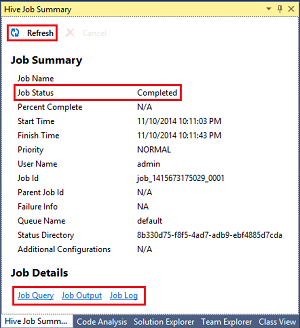 Hive Job Summary
Refresh Cancel
Job Summary
Job Name
Job Status Completed
Percent Complete N/A
Start Time 11/10/2014 10:11:03 PM
Finish Time 11/10/2014 10:11:43 PM
Priority NORMAL
User Name admin
Job Id job_1415673175029_0001
Parent Job Id N/A
Failure Info NA
Queue Name default
Status Directory 8b330d75-f8f5-4ad7-adb9-ebf4885d7cda
Additional Configurations N/A
Job Details
Job Query Job Output Job Log
Hive Job Summ... Code Analysis Solution Explorer Team Explorer Class View